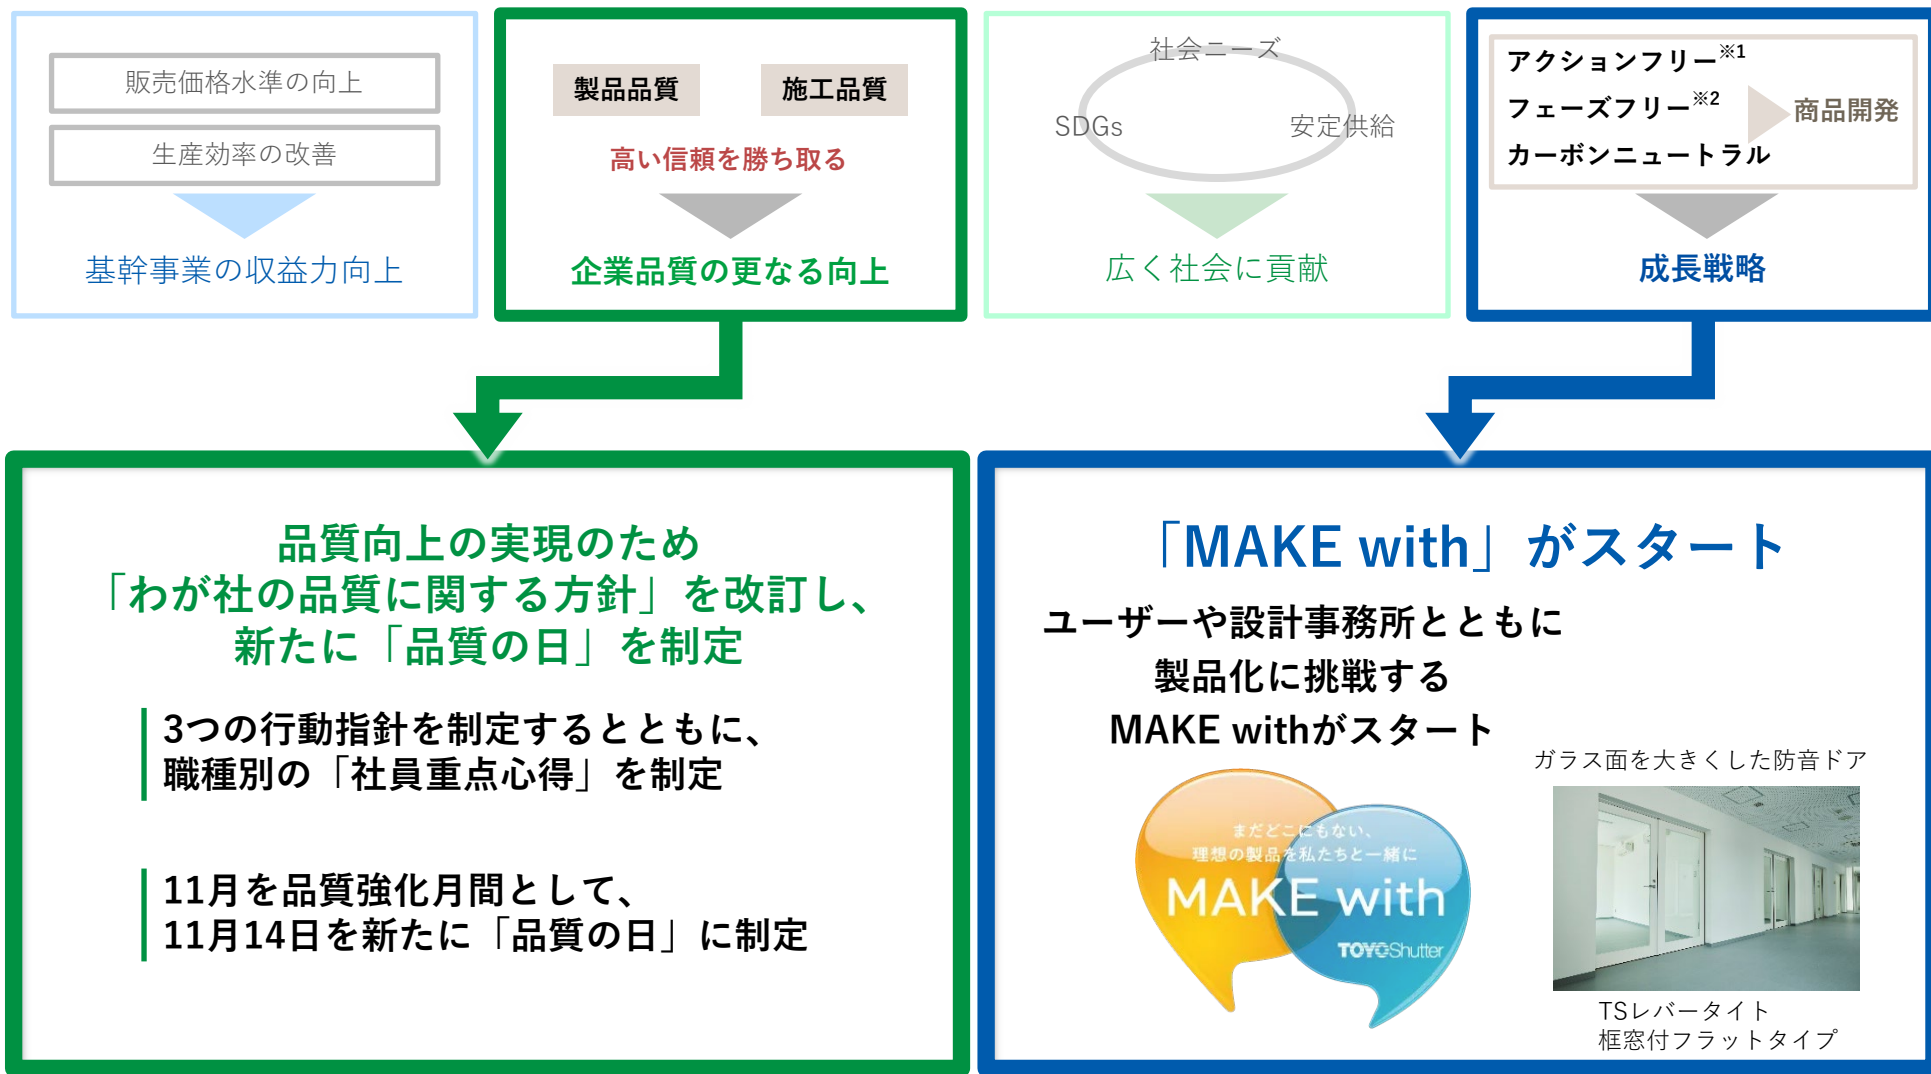 販売価格水準の向上
生産効率の改善
基幹事業の収益力向上
製品品質
施工品質
高い信頼を勝ち取る
企業品質の更なる向上
社会ニーズ
SDGs
安定供給
広く社会に貢献
アクションフリー※1
フェーズフリー※2
カーボンニュートラル
商品開発
成長戦略
品質向上の実現のため
「わが社の品質に関する方針」を改訂し、
新たに「品質の日」を制定
3つの行動指針を制定するとともに、
職種別の「社員重点心得」を制定
11月を品質強化月間として、
11月14日を新たに「品質の日」に制定
「MAKE with」がスタート
ユーザーや設計事務所とともに
製品化に挑戦する
MAKE withがスタート
まだどこにもない、
理想の製品を私たちと一緒に
MAKE with
TOYOShutter
ガラス面を大きくした防音ドア
TSレバータイト
框窓付フラットタイプ